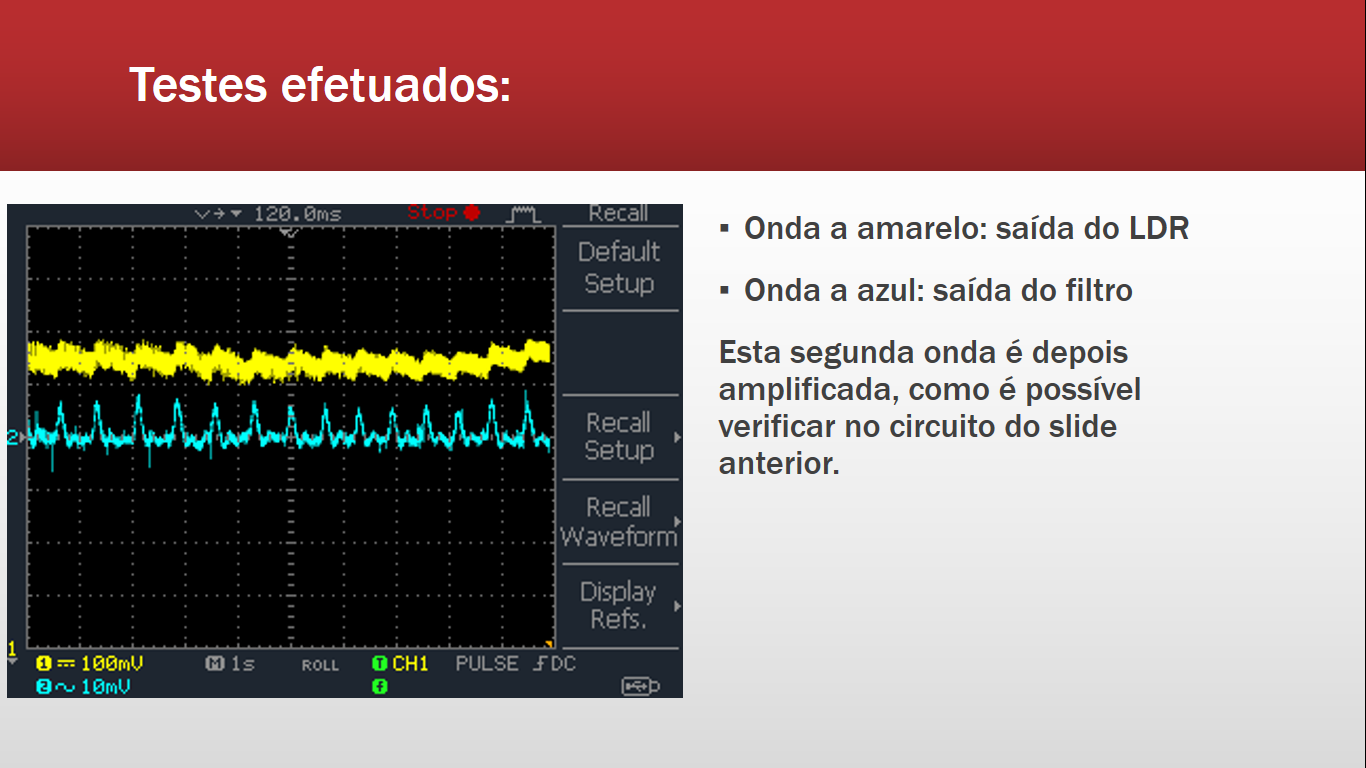 Testes efetuados:
120.0ms Stop Recall
Default
Setup
Recall
Setup
Recall
Waveform
Display
Refs.
2
1
1 100mV M 1s ROLL T CH1 PULSE DC
2 10mV f
▪ Onda a amarelo: saída do LDR
▪ Onda a azul: saída do filtro
Esta segunda onda é depois
amplificada, como é possível
verificar no circuito do slide
anterior.